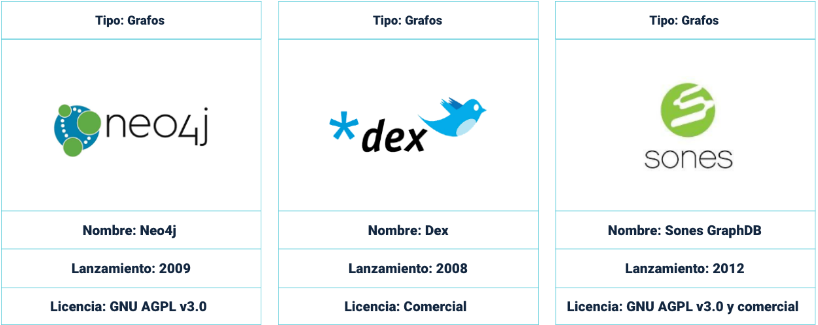 Tipo: Grafos
neo4j
Nombre: Neo4j
Lanzamiento: 2009
Licencia: GNU AGPL v3.0
Tipo: Grafos
*dex
Nombre: Dex
Lanzamiento: 2008
Licencia: Comercial
Tipo: Grafos
S
sones
Nombre: Sones GraphDB
Lanzamiento: 2012
Licencia: GNU AGPL v3.0 y comercial